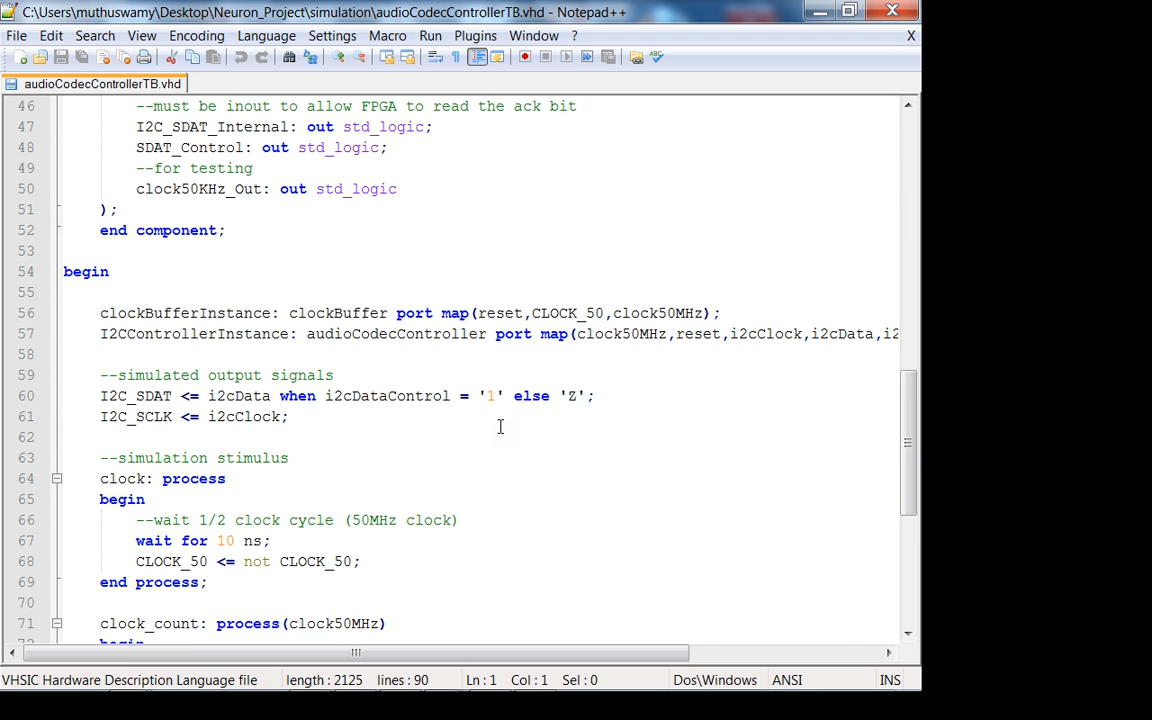 C:\Users\muthuswamy\Desktop\Neuron_Project\simulation\audioCodecControllerTB.vhd - Notepad++
File Edit Search View Encoding Language Settings Macro Run Plugins Window ? X
audioCodecControllerTB.vhd
46 --must be inout to allow FPGA to read the ack bit
47 I2C_SDAT_Internal: out std_logic;
48 SDAT_Control: out std_logic;
49 --for testing
50 clock50KHz_Out: out std_logic
51 );
52 end component;
53
54 begin
55
56 clockBufferInstance: clockBuffer port map(reset,CLOCK_50,clock50MHz);
57 I2CControllerInstance: audioCodecController port map(clock50MHz,reset,i2cClock,i2cData,i2
58
59 --simulated output signals
60 I2C_SDAT <= i2cData when i2cDataControl = '1' else 'Z';
61 I2C_SCLK <= i2cClock;
62
63 --simulation stimulus
64 clock: process
65 begin
66 --wait 1/2 clock cycle (50MHz clock)
67 wait for 10 ns;
68 CLOCK_50 <= not CLOCK_50;
69 end process;
70
71 clock_count: process(clock50MHz)
72 begin
VHSIC Hardware Description Language file length : 2125 lines : 90 Ln : 1 Col : 1 Sel : 0 Dos\Windows ANSI INS